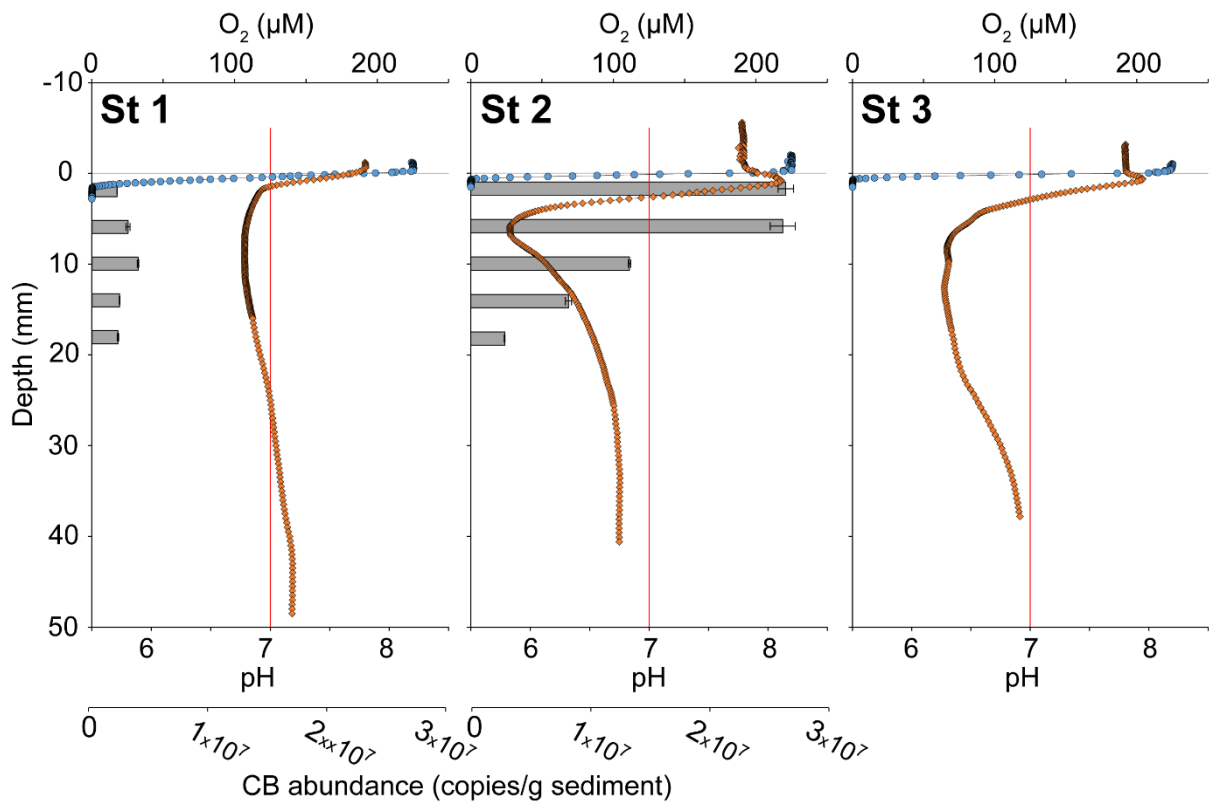 O₂ (µM) O₂ (µM) O₂ (µM)
0 100 200 0 100 200 0 100 200
-10
St 1 St 2 St 3
0
10
20
30
40
50
Depth (mm)
6 7 8 6 7 8 6 7 8
pH pH pH
0 1x10⁷ 2xx10⁷ 3x10⁷ 0 1x10⁷ 2x10⁷ 3x10⁷
CB abundance (copies/g sediment)